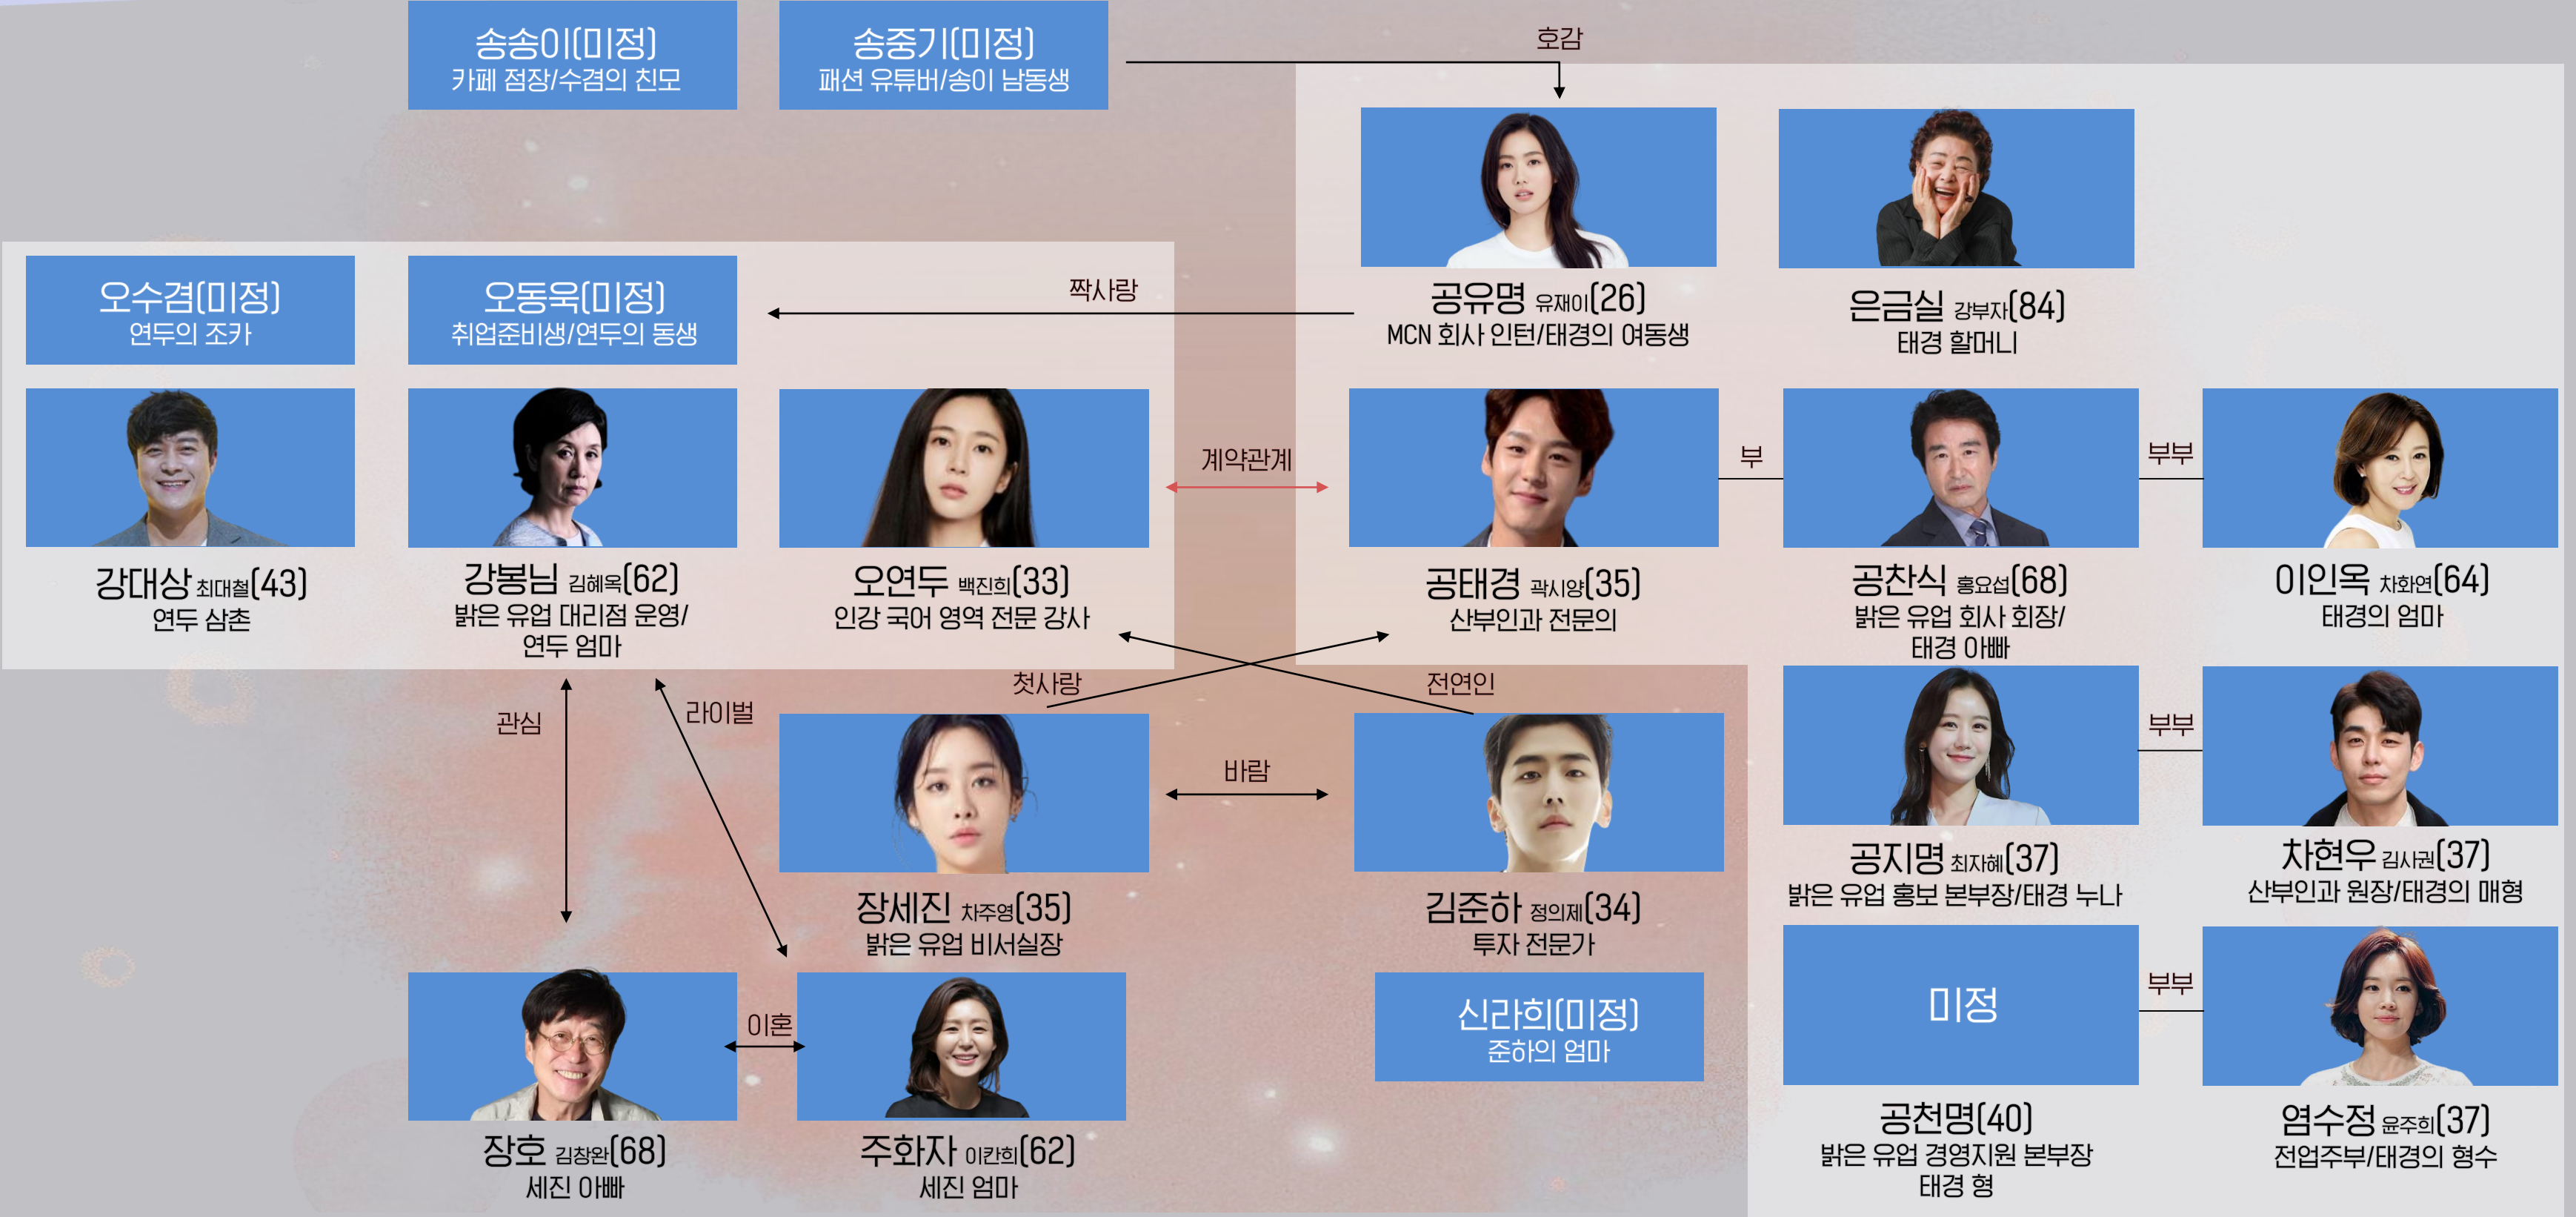 송송이(미정)
카페 점장/수겸의 친모
송중기(미정)
패션 유튜버/송이 남동생
호감
공유명 유재이(26)
MCN 회사 인턴/태경의 여동생
은금실 강부자(84)
태경 할머니
짝사랑
오수겸(미정)
연두의 조카
오동욱(미정)
취업준비생/연두의 동생
강대상 최대철(43)
연두 삼촌
강봉님 김혜옥(62)
밝은 유업 대리점 운영/
연두 엄마
오연두 백진희(33)
인강 국어 영역 전문 강사
계약관계
공태경 곽시양(35)
산부인과 전문의
부
공찬식 홍요섭(68)
밝은 유업 회사 회장/
태경 아빠
부부
이인옥 차화연(64)
태경의 엄마
첫사랑
전연인
관심
라이벌
장세진 차주영(35)
밝은 유업 비서실장
바람
김준하 정의제(34)
투자 전문가
공지명 최자혜(37)
밝은 유업 홍보 본부장/태경 누나
부부
차현우 김사권(37)
산부인과 원장/태경의 매형
장호 김창완(68)
세진 아빠
이혼
주화자 이칸희(62)
세진 엄마
신라희(미정)
준하의 엄마
미정
공천명(40)
밝은 유업 경영지원 본부장
태경 형
부부
염수정 윤주희(37)
전업주부/태경의 형수